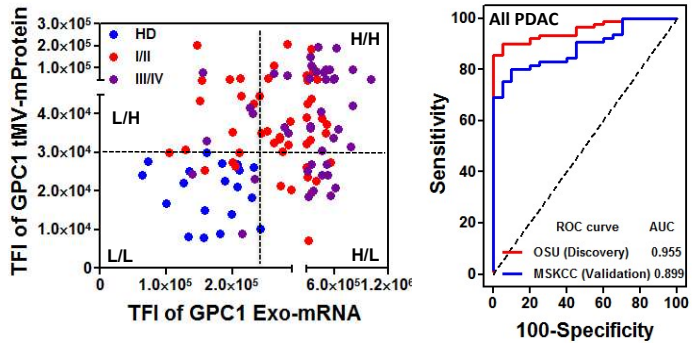 TFI of GPC1 tMV-mProtein
3.0×10⁵
2.0×10⁵
1.0×10⁵
4.0×10⁴
3.0×10⁴
2.0×10⁴
1.0×10⁴
0
HD
I/II
III/IV
H/H
L/H
L/L
H/L
0 1.0×10⁵ 2.0×10⁵ 6.0×10⁵ 1.2×10⁶
TFI of GPC1 Exo-mRNA
All PDAC
Sensitivity
100
80
60
40
20
0
ROC curve AUC
OSU (Discovery) 0.955
MSKCC (Validation) 0.899
0 20 40 60 80 100
100-Specificity